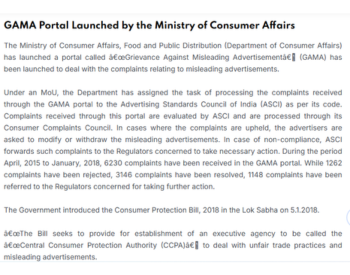 GAMA Portal Launched by the Ministry of Consumer Affairs
The Ministry of Consumer Affairs, Food and Public Distribution (Department of Consumer Affairs)
has launched a portal called â€œGrievance Against Misleading Advertisementâ€ (GAMA) has
been launched to deal with the complaints relating to misleading advertisements.
Under an MoU, the Department has assigned the task of processing the complaints received
through the GAMA portal to the Advertising Standards Council of India (ASCI) as per its code.
Complaints received through this portal are evaluated by ASCI and are processed through its
Consumer Complaints Council. In cases where the complaints are upheld, the advertisers are
asked to modify or withdraw the misleading advertisements. In case of non-compliance, ASCI
forwards such complaints to the Regulators concerned to take necessary action. During the period
April, 2015 to January, 2018, 6230 complaints have been received in the GAMA portal. While 1262
complaints have been rejected, 3146 complaints have been resolved, 1148 complaints have been
referred to the Regulators concerned for taking further action.
The Government introduced the Consumer Protection Bill, 2018 in the Lok Sabha on 5.1.2018.
â€œThe Bill seeks to provide for establishment of an executive agency to be called the
â€œCentral Consumer Protection Authority (CCPA)â€ to deal with unfair trade practices and
misleading advertisements.